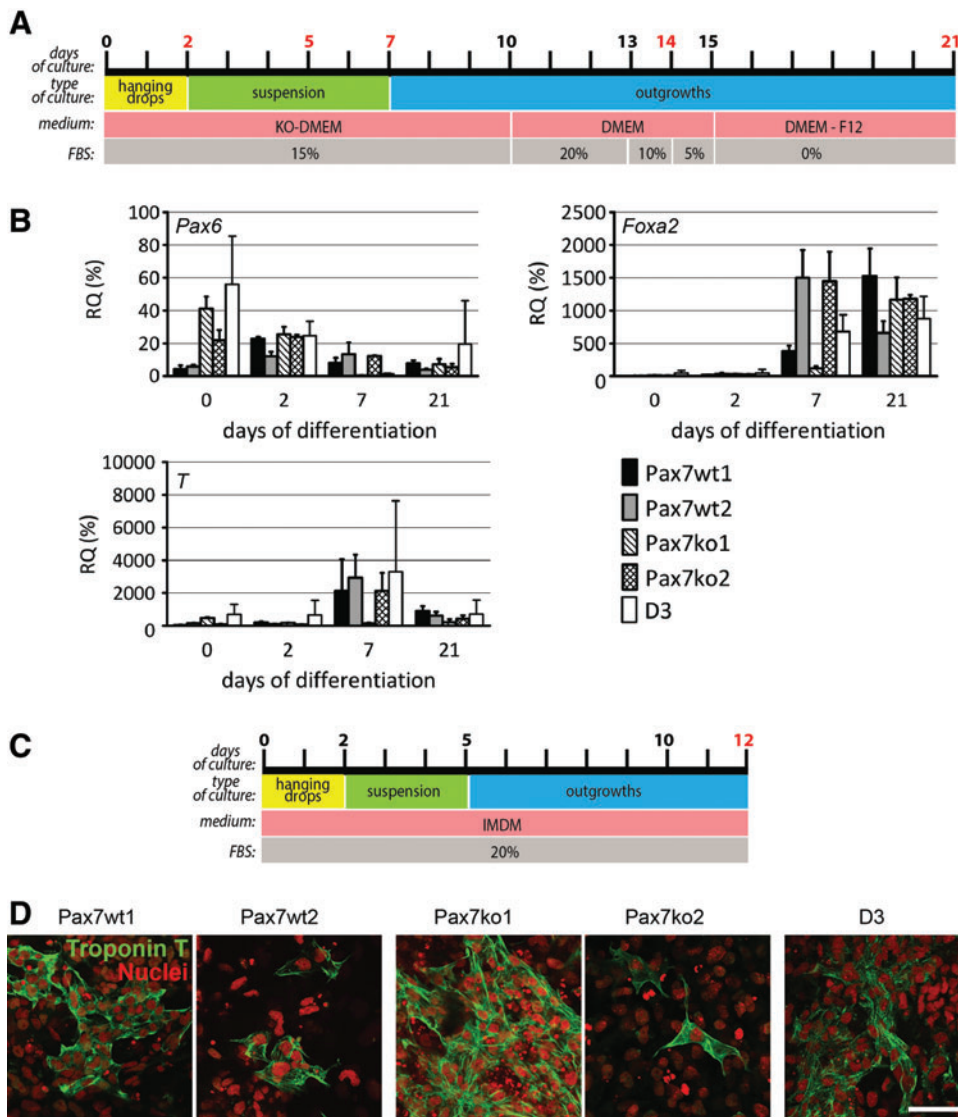 A
days of culture: 0 2 5 7 10 13 14 15 21
type of culture: hanging drops suspension outgrowths
medium: KO-DMEM DMEM DMEM - F12
FBS: 15% 20% 10% 5% 0%
B
Pax6
RQ (%)
100
80
60
40
20
0
0 2 7 21
days of differentiation
Foxa2
RQ (%)
2500
2000
1500
1000
500
0
0 2 7 21
days of differentiation
T
RQ (%)
10000
8000
6000
4000
2000
0
0 2 7 21
days of differentiation
Pax7wt1
Pax7wt2
Pax7ko1
Pax7ko2
D3
C
days of culture: 0 2 5 10 12
type of culture: hanging drops suspension outgrowths
medium: IMDM
FBS: 20%
D
Pax7wt1 Pax7wt2 Pax7ko1 Pax7ko2 D3
Troponin T
Nuclei